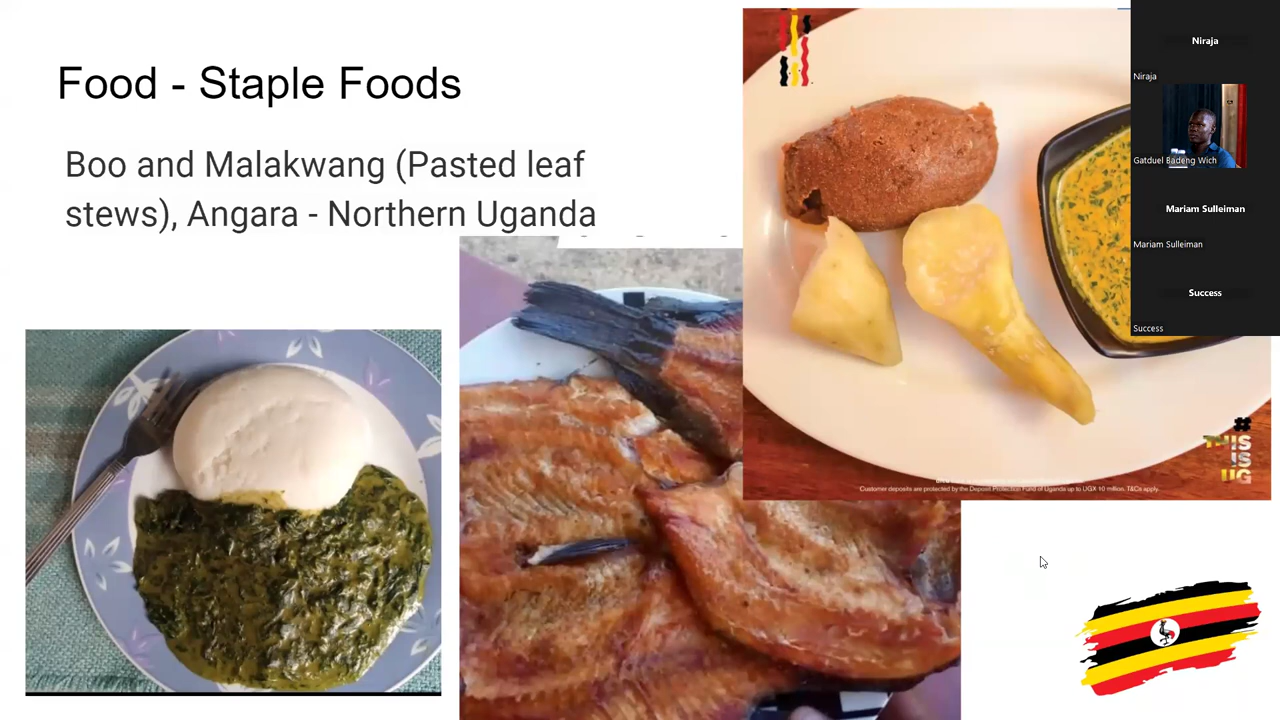 Food - Staple Foods
Boo and Malakwang (Pasted leaf
stews), Angara - Northern Uganda
Niraja
Niraja
Gatduel Badeng Wich
Mariam Sulleiman
Mariam Sulleiman
Success
Success
#
THIS
IS
UG
Customer deposits are protected by the Deposit Protection Fund of Uganda up to UGX 10 million. T&Cs apply.